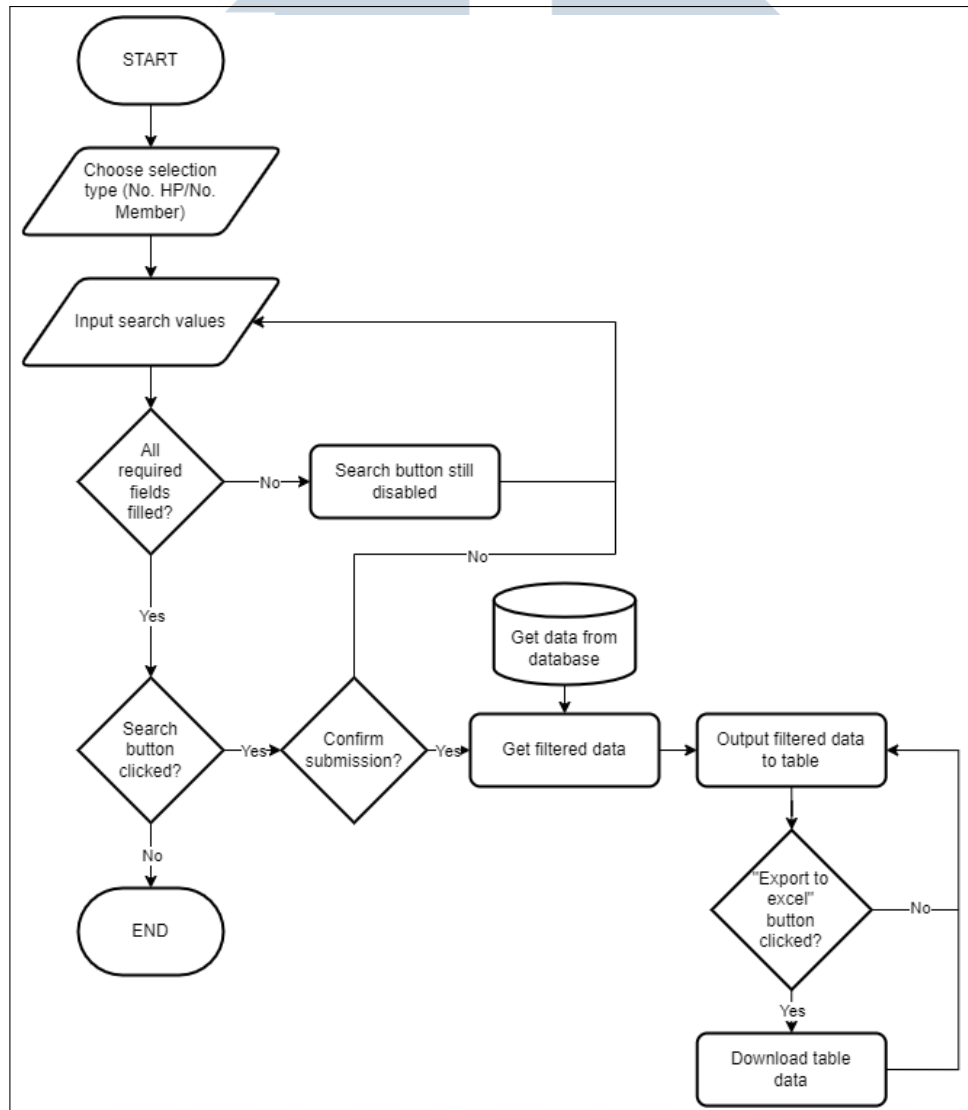 START
Choose selection
type (No. HP/No.
Member)
Input search values
All
required
fields
filled?
No
Search button still
disabled
No
Yes
Get data from
database
Search
button
clicked?
Yes
Confirm
submission?
Yes
Get filtered data
Output filtered data
to table
No
"Export to
excel"
button
clicked?
No
END
Yes
Download table
data